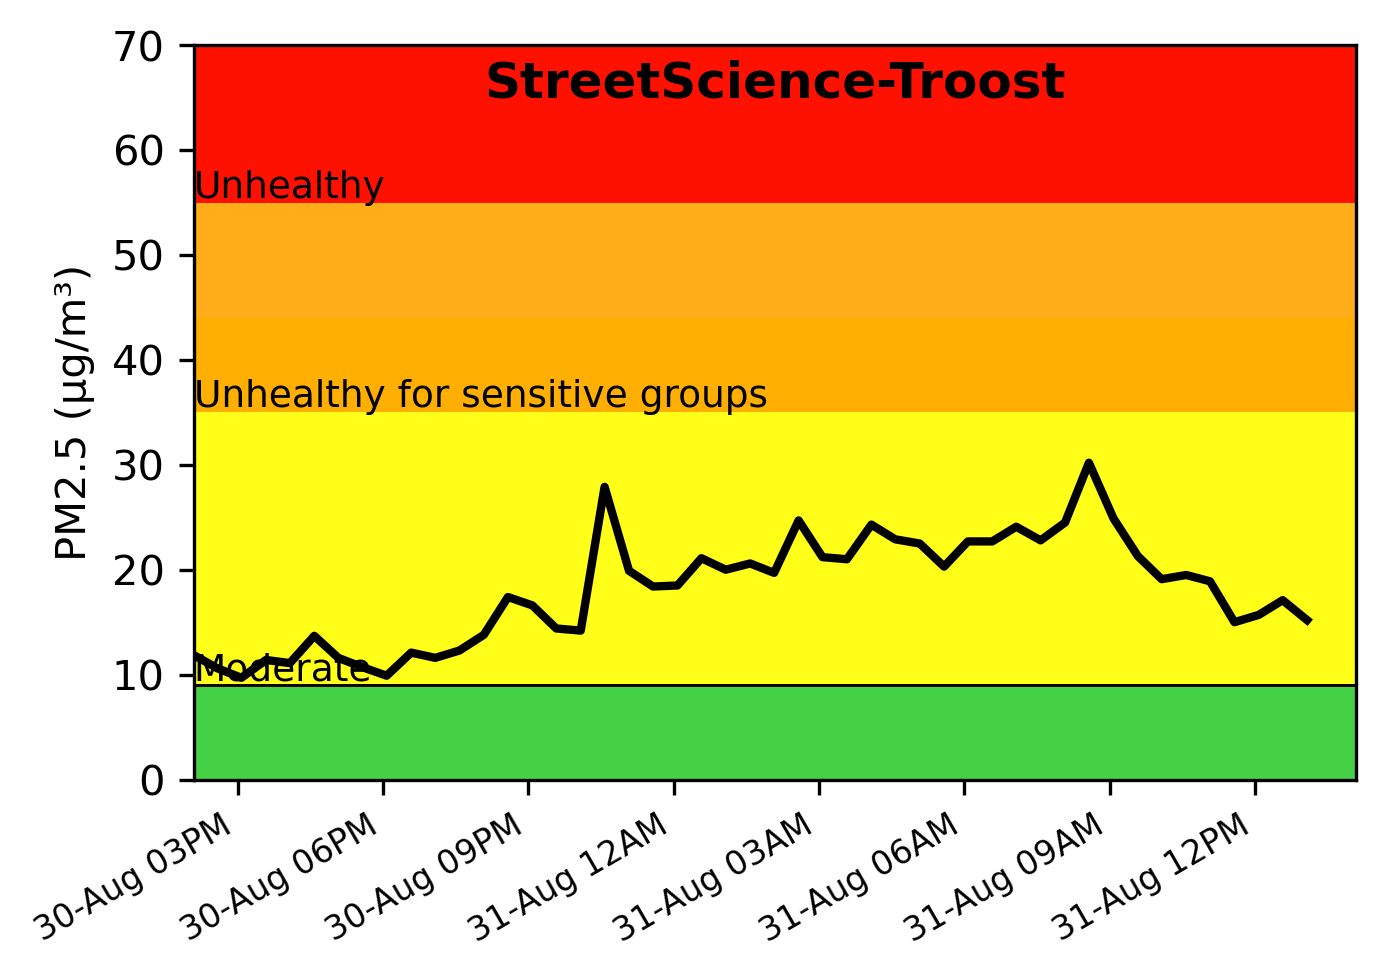 StreetScience-Troost
PM2.5 (µg/m³)
70
60
50
40
30
20
10
0
Unhealthy
Unhealthy for sensitive groups
Moderate
30-Aug 03PM
30-Aug 06PM
30-Aug 09PM
31-Aug 12AM
31-Aug 03AM
31-Aug 06AM
31-Aug 09AM
31-Aug 12PM